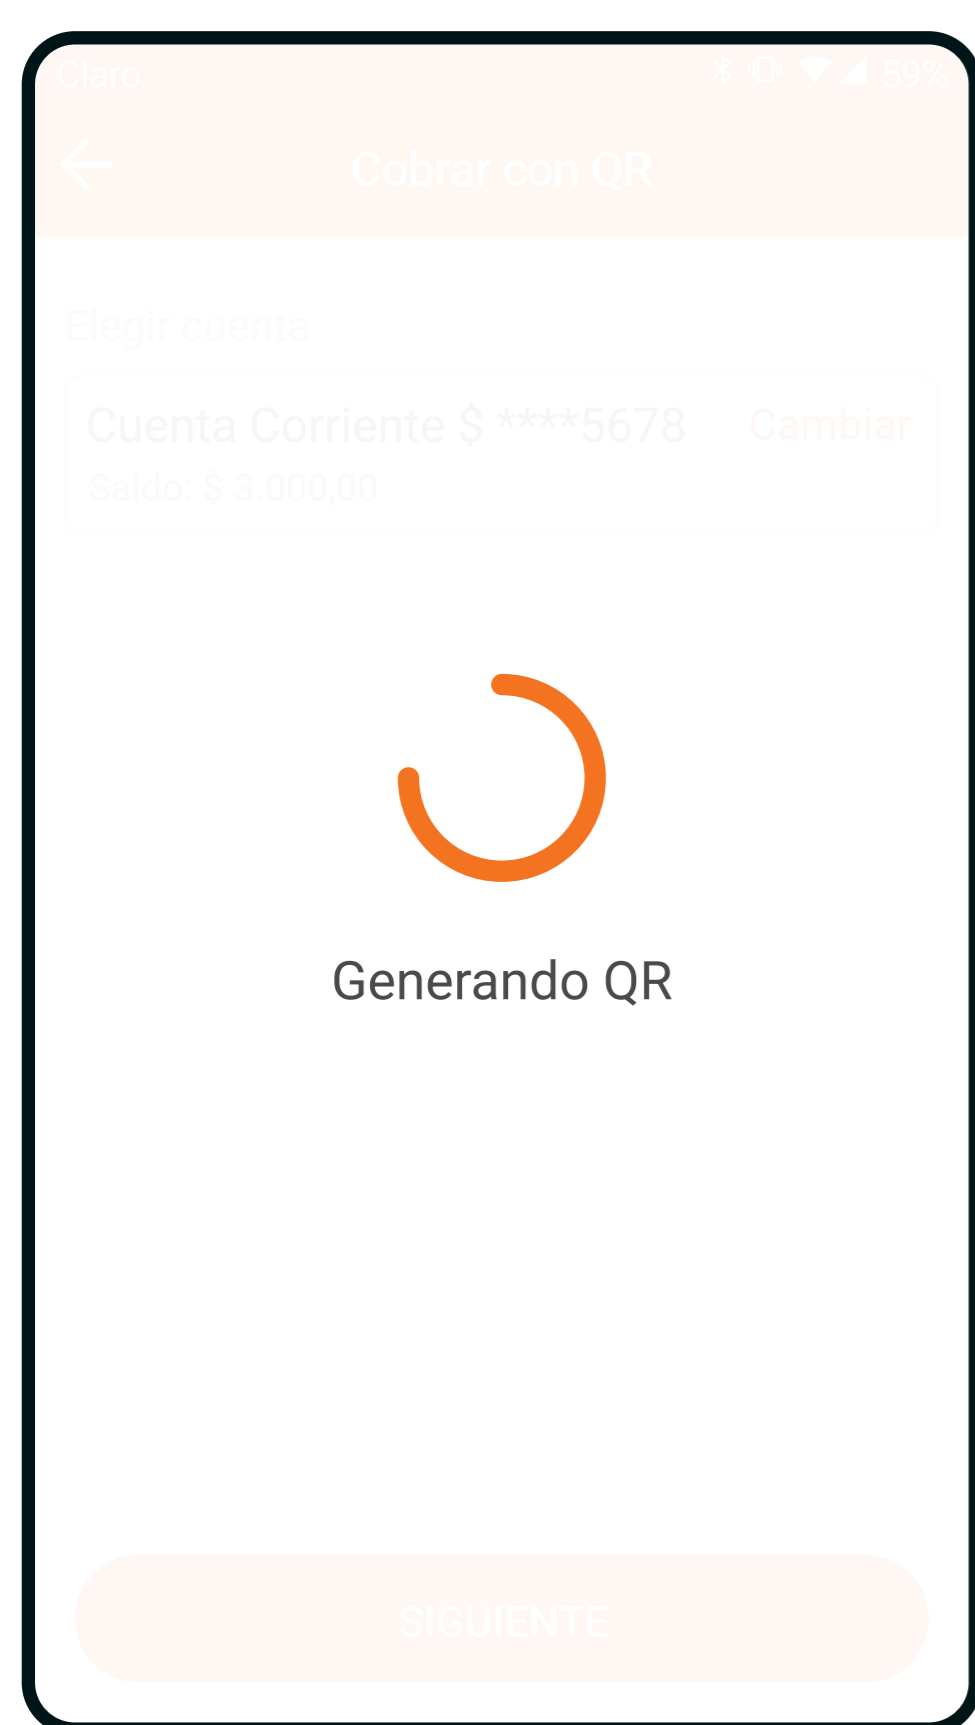 Claro 59%
Cobrar con QR
Elegir cuenta
Cuenta Corriente $ ****5678 Cambiar
Saldo: $ 3.000,00
Generando QR
SIGUIENTE